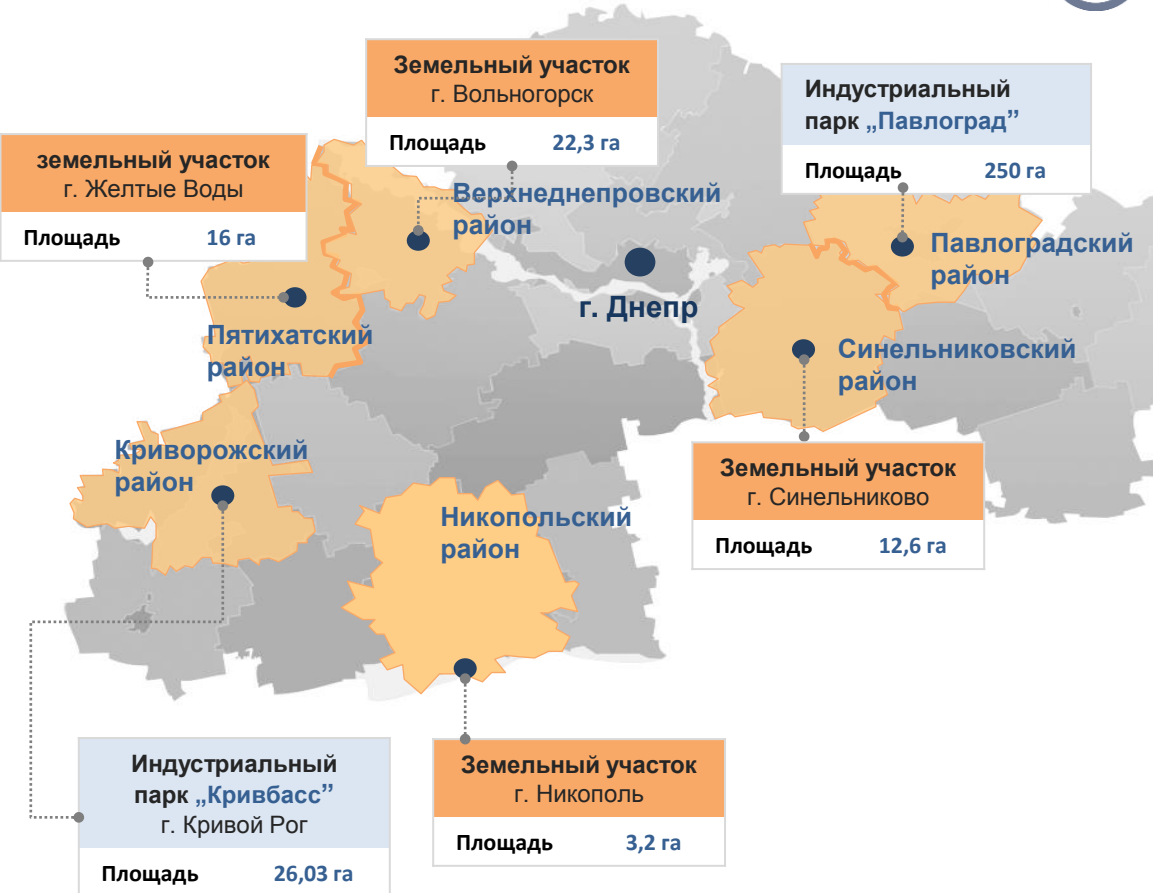 Земельный участок
г. Вольногорск
Площадь 22,3 га
Индустриальный
парк „Павлоград”
Площадь 250 га
земельный участок
г. Желтые Воды
Площадь 16 га
Верхнеднепровский
район
Павлоградский
район
г. Днепр
Пятихатский
район
Синельниковский
район
Криворожский
район
Земельный участок
г. Синельниково
Площадь 12,6 га
Никопольский
район
Индустриальный
парк „Кривбасс”
г. Кривой Рог
Площадь 26,03 га
Земельный участок
г. Никополь
Площадь 3,2 га